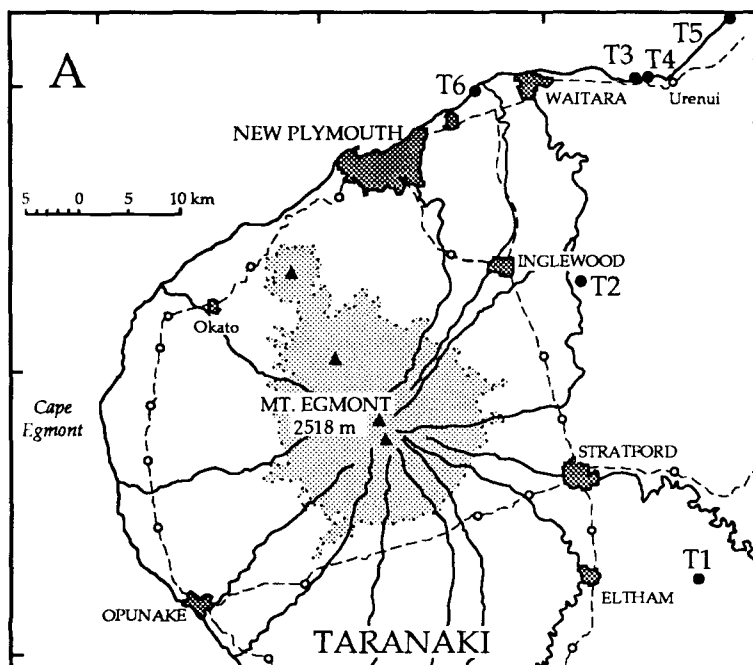 A
T5
T3
T4
T6
WAITARA
Urenui
NEW PLYMOUTH
5 0 10 km
INGLEWOOD
T2
Okato
MT. EGMONT
2518 m
Cape
Egmont
STRATFORD
T1
ELTHAM
OPUNAKE
TARANAKI